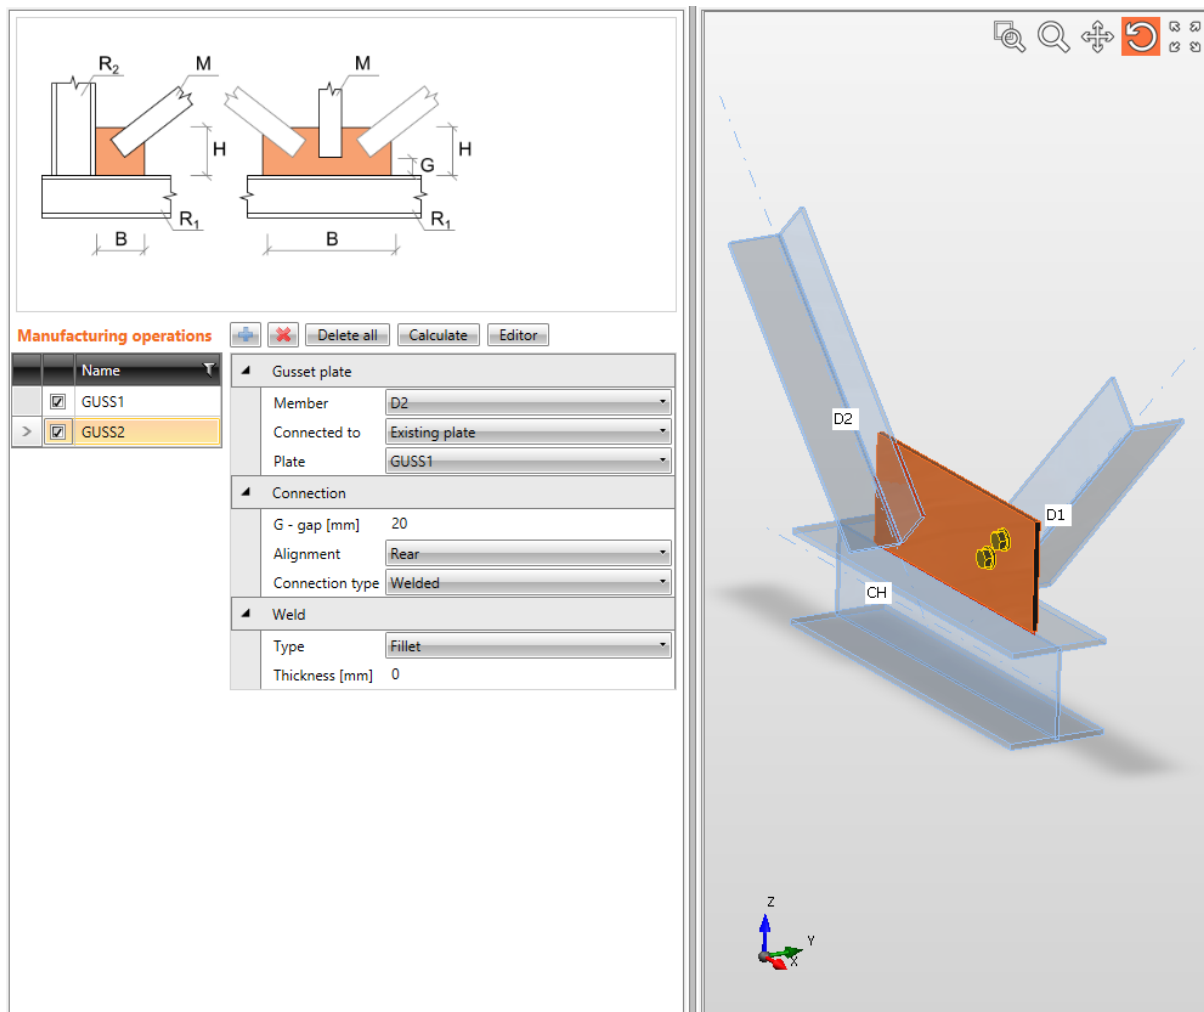 R2 M M
H G H
R1 R1
B B
Manufacturing operations Delete all Calculate Editor
Name
GUSS1
GUSS2
Gusset plate
Member D2
Connected to Existing plate
Plate GUSS1
Connection
G - gap [mm] 20
Alignment Rear
Connection type Welded
Weld
Type Fillet
Thickness [mm] 0
D2
D1
CH
Z
Y
X